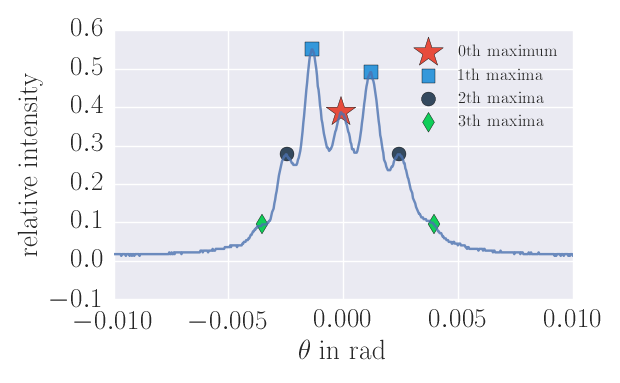 0.6
0.5
0.4
0.3
0.2
0.1
0.0
−0.1
relative intensity
0th maximum
1th maxima
2th maxima
3th maxima
−0.010 −0.005 0.000 0.005 0.010
θ in rad